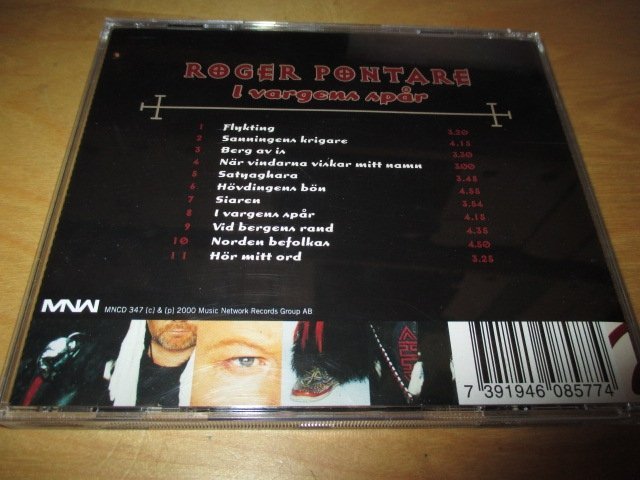 ROGER PONTARE
I vargens spår
1 Flykting 3.20
2 Sanningens krigare 4.15
3 Berg av is 3.30
4 När vindarna viskar mitt namn 3.00
5 Satyaghara 3.48
6 Hövdingens bön 4.55
7 Siaren 3.54
8 I vargens spår 4.15
9 Vid bergens rand 4.35
10 Norden befolkas 4.50
11 Hör mitt ord 3.25
MNW MNCD 347 (c) & (p) 2000 Music Network Records Group AB
7 391946 085774